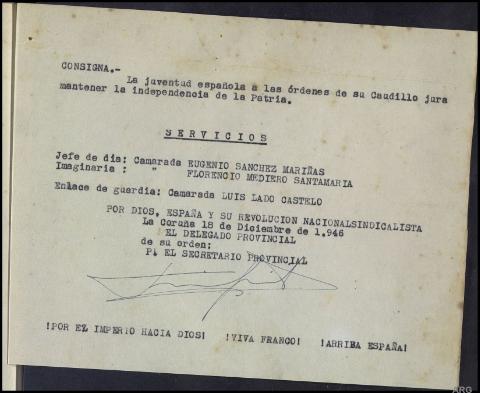 CONSIGNA.-
La juventud española a las órdenes de su Caudillo jura
mantener la independencia de la Patria.
SERVICIOS
Jefe de dia: Camarada EUGENIO SANCHEZ MARIÑAS
Imaginaria : " FLORENCIO MEDIERO SANTAMARIA
Enlace de guardia: Camarada LUIS LADO CASTELO
POR DIOS, ESPAÑA Y SU REVOLUCION NACIONALSINDICALISTA
La Coruña 18 de Diciembre de 1.946
EL DELEGADO PROVINCIAL
de su orden;
P. EL SECRETARIO PROVINCIAL
¡POR EL IMPERIO HACIA DIOS! ¡VIVA FRANCO! ¡ARRIBA ESPAÑA!
ARG